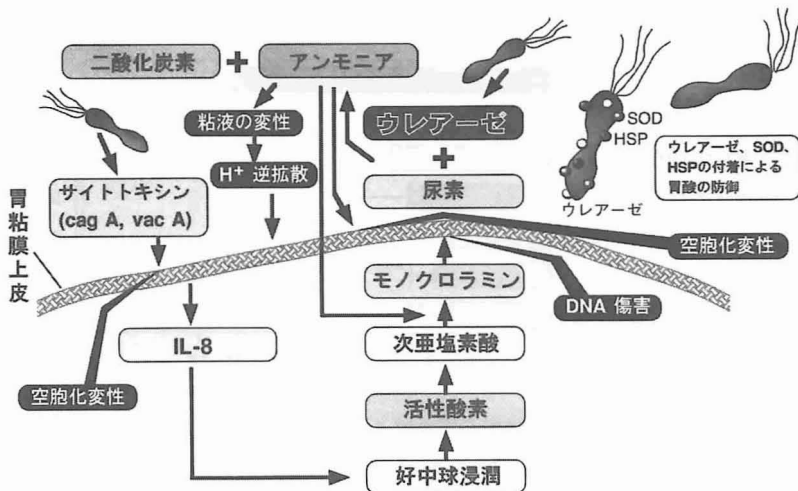 二酸化炭素 + アンモニア
粘液の変性
ウレアーゼ
+
H⁺ 逆拡散
尿素
サイトトキシン
(cag A, vac A)
胃粘膜上皮
SOD
HSP
ウレアーゼ
ウレアーゼ、SOD、
HSPの付着による
胃酸の防御
空胞化変性
モノクロラミン
DNA 傷害
IL-8
次亜塩素酸
空胞化変性
活性酸素
好中球浸潤